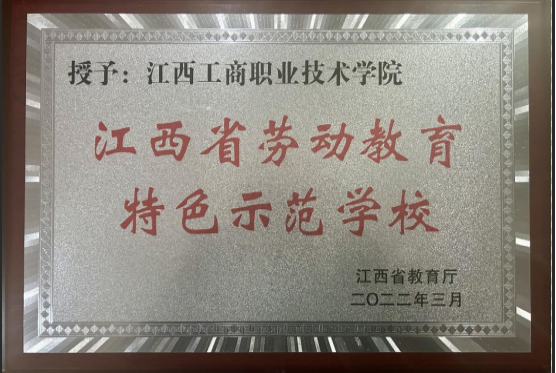 授予：江西工商职业技术学院
江西省劳动教育
特色示范学校
江西省教育厅
二〇二二年三月